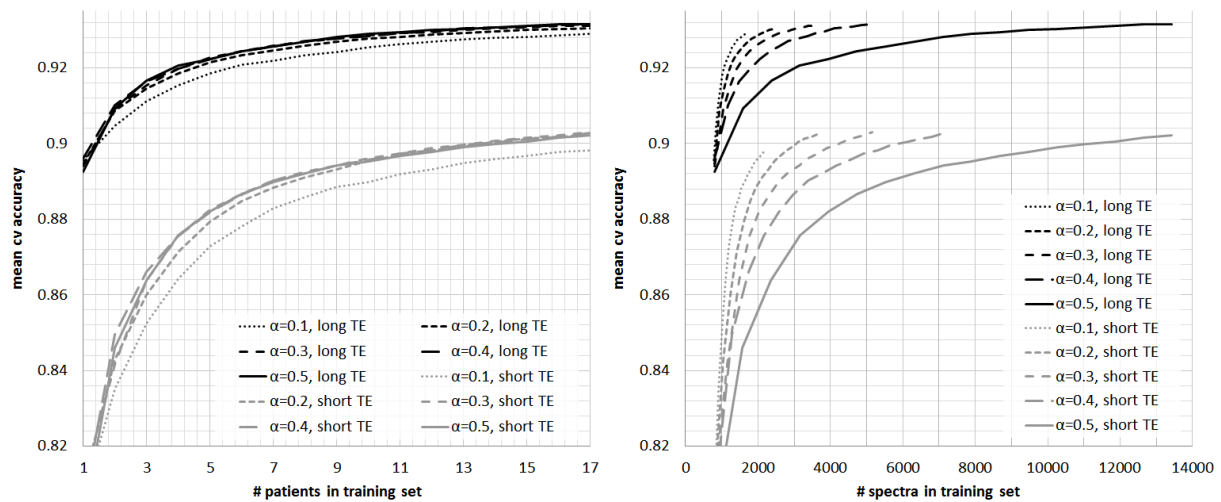 mean cv accuracy
0.92
0.9
0.88
0.86
0.84
0.82
α=0.1, long TE α=0.2, long TE
α=0.3, long TE α=0.4, long TE
α=0.5, long TE α=0.1, short TE
α=0.2, short TE α=0.3, short TE
α=0.4, short TE α=0.5, short TE
1 3 5 7 9 11 13 15 17
# patients in training set
mean cv accuracy
0.92
0.9
0.88
0.86
0.84
0.82
α=0.1, long TE
α=0.2, long TE
α=0.3, long TE
α=0.4, long TE
α=0.5, long TE
α=0.1, short TE
α=0.2, short TE
α=0.3, short TE
α=0.4, short TE
α=0.5, short TE
0 2000 4000 6000 8000 10000 12000 14000
# spectra in training set